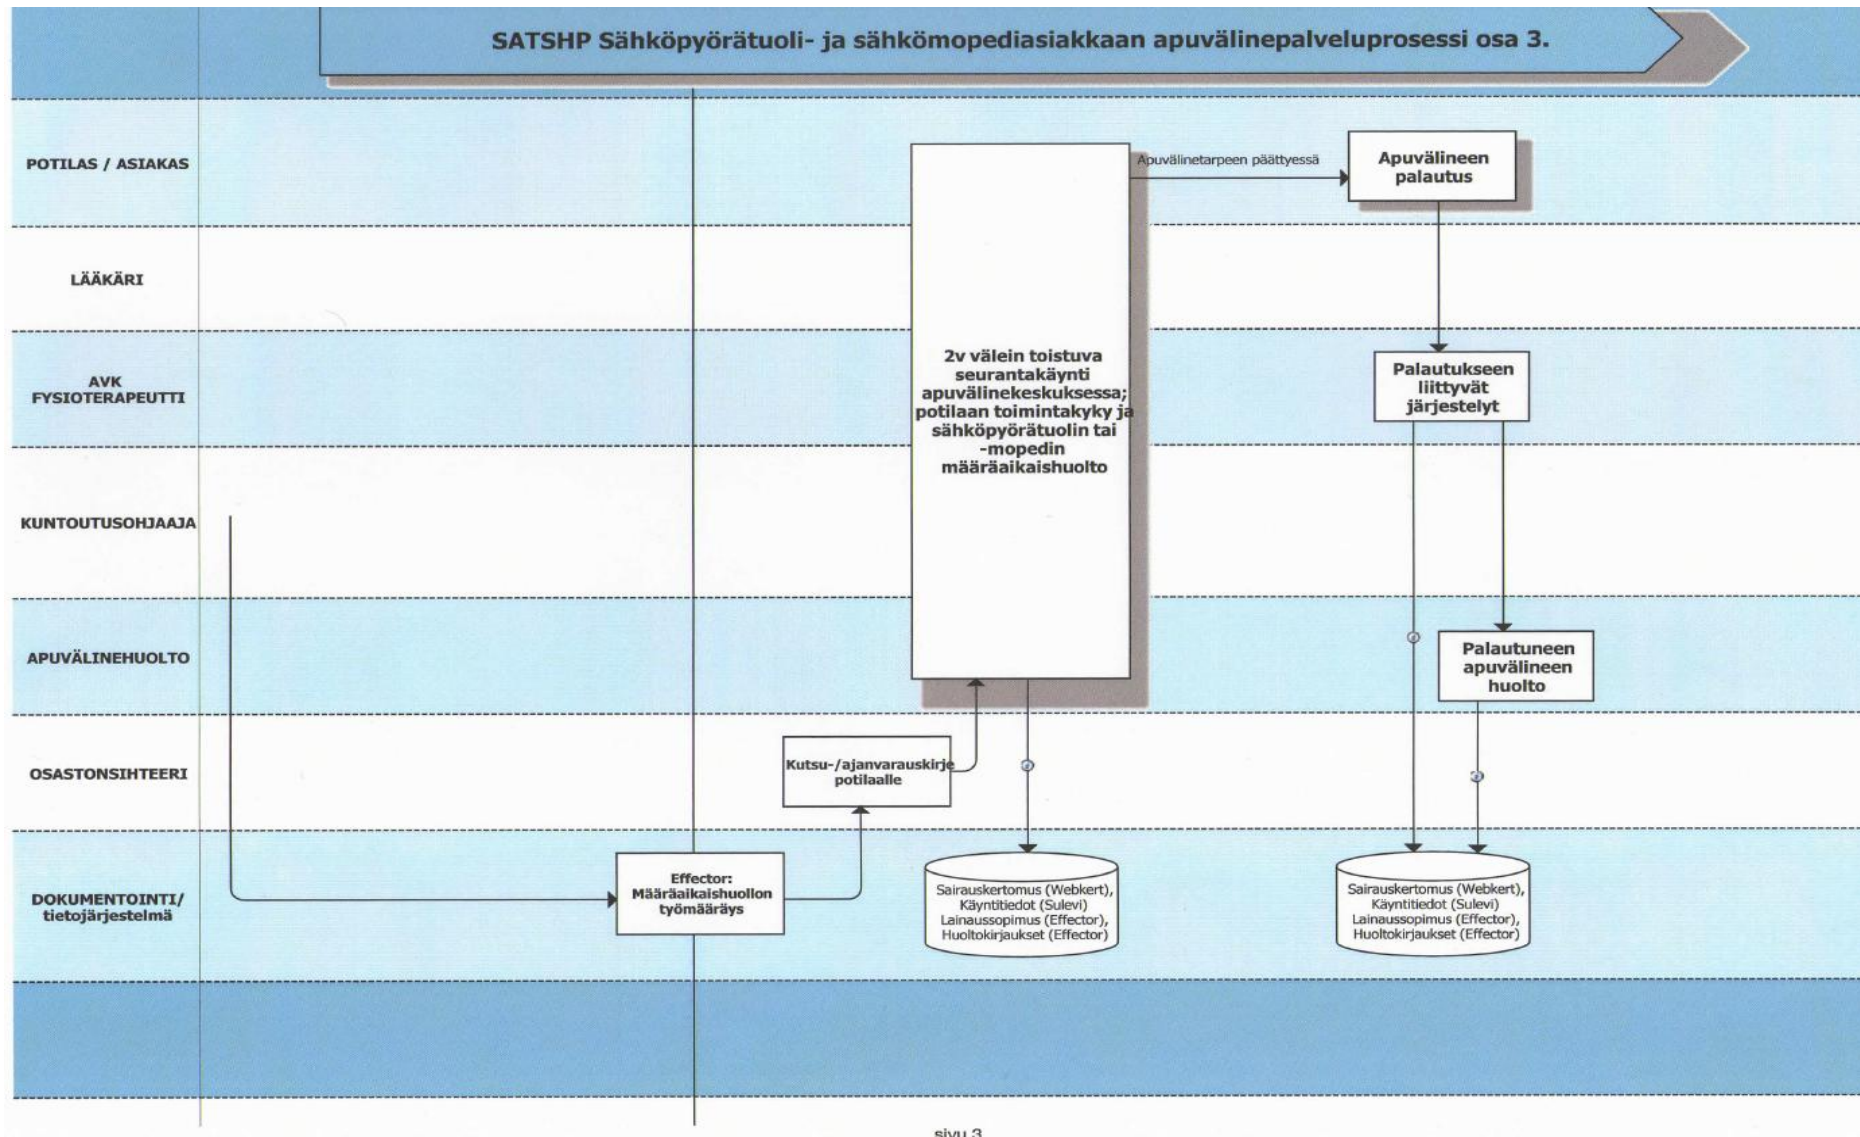 SATSHP Sähköpyörätuoli- ja sähkömopediasiakkaan apuvälinepalveluprosessi osa 3.
POTILAS / ASIAKAS
Apuvälinetarpeen päättyessä
Apuvälineen
palautus
LÄÄKÄRI
AVK
FYSIOTERAPEUTTI
2v välein toistuva
seurantakäynti
apuvälinekeskuksessa;
potilaan toimintakyky ja
sähköpyörätuolin tai
-mopedin
määräaikaishuolto
Palautukseen
liittyvät
järjestelyt
KUNTOUTUSOHJAAJA
APUVÄLINEHUOLTO
Palautuneen
apuvälineen
huolto
OSASTONSIHTEERI
Kutsu-/ajanvarauskirje
potilaalle
DOKUMENTOINTI/
tietojärjestelmä
Effector:
Määräaikaishuollon
työmääräys
Sairauskertomus (Webkert),
Käyntitiedot (Sulevi)
Lainaussopimus (Effector),
Huoltokirjaukset (Effector)
Sairauskertomus (Webkert),
Käyntitiedot (Sulevi)
Lainaussopimus (Effector),
Huoltokirjaukset (Effector)
sivu 3